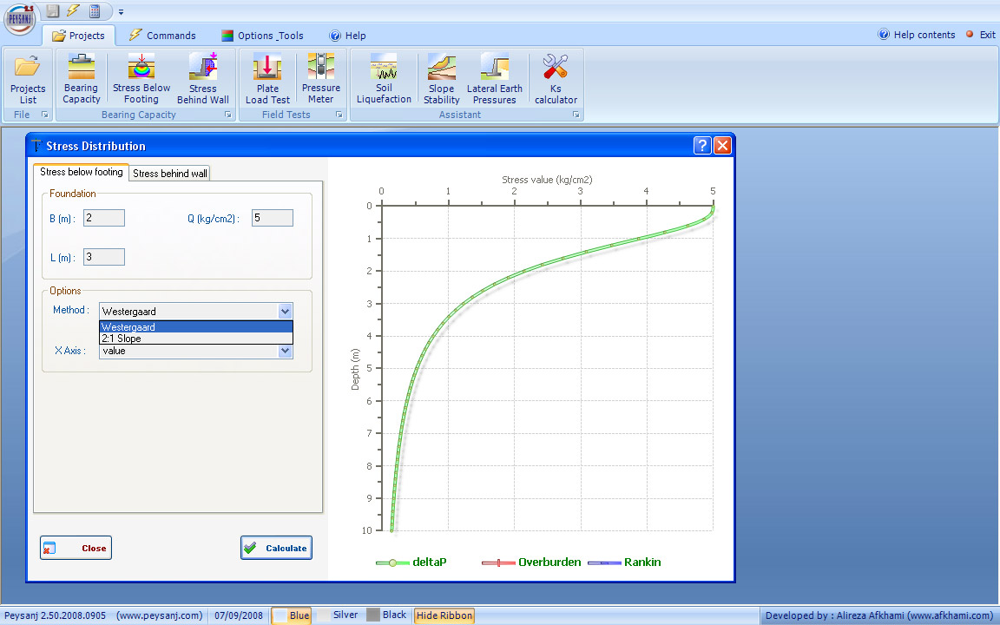 2.5
PEYSANJ
Projects
Commands
Options_Tools
Help
Help contents
Exit
Projects
List
Bearing
Capacity
Stress Below
Footing
Stress
Behind Wall
Plate
Load Test
Pressure
Meter
Soil
Liquefaction
Slope
Stability
Lateral Earth
Pressures
Ks
calculator
File
Bearing Capacity
Field Tests
Assistant
Stress Distribution
Stress below footing
Stress behind wall
Foundation
B (m) : 2
Q (kg/cm2) : 5
L (m) : 3
Options
Method : Westergaard
Westergaard
2:1 Slope
X Axis : value
Close
Calculate
Stress value (kg/cm2)
0 1 2 3 4 5
Depth (m)
0
1
2
3
4
5
6
7
8
9
10
deltaP
Overburden
Rankin
Peysanj 2.50.2008.0905 (www.peysanj.com)
07/09/2008
Blue
Silver
Black
Hide Ribbon
Developed by : Alireza Afkhami (www.afkhami.com)